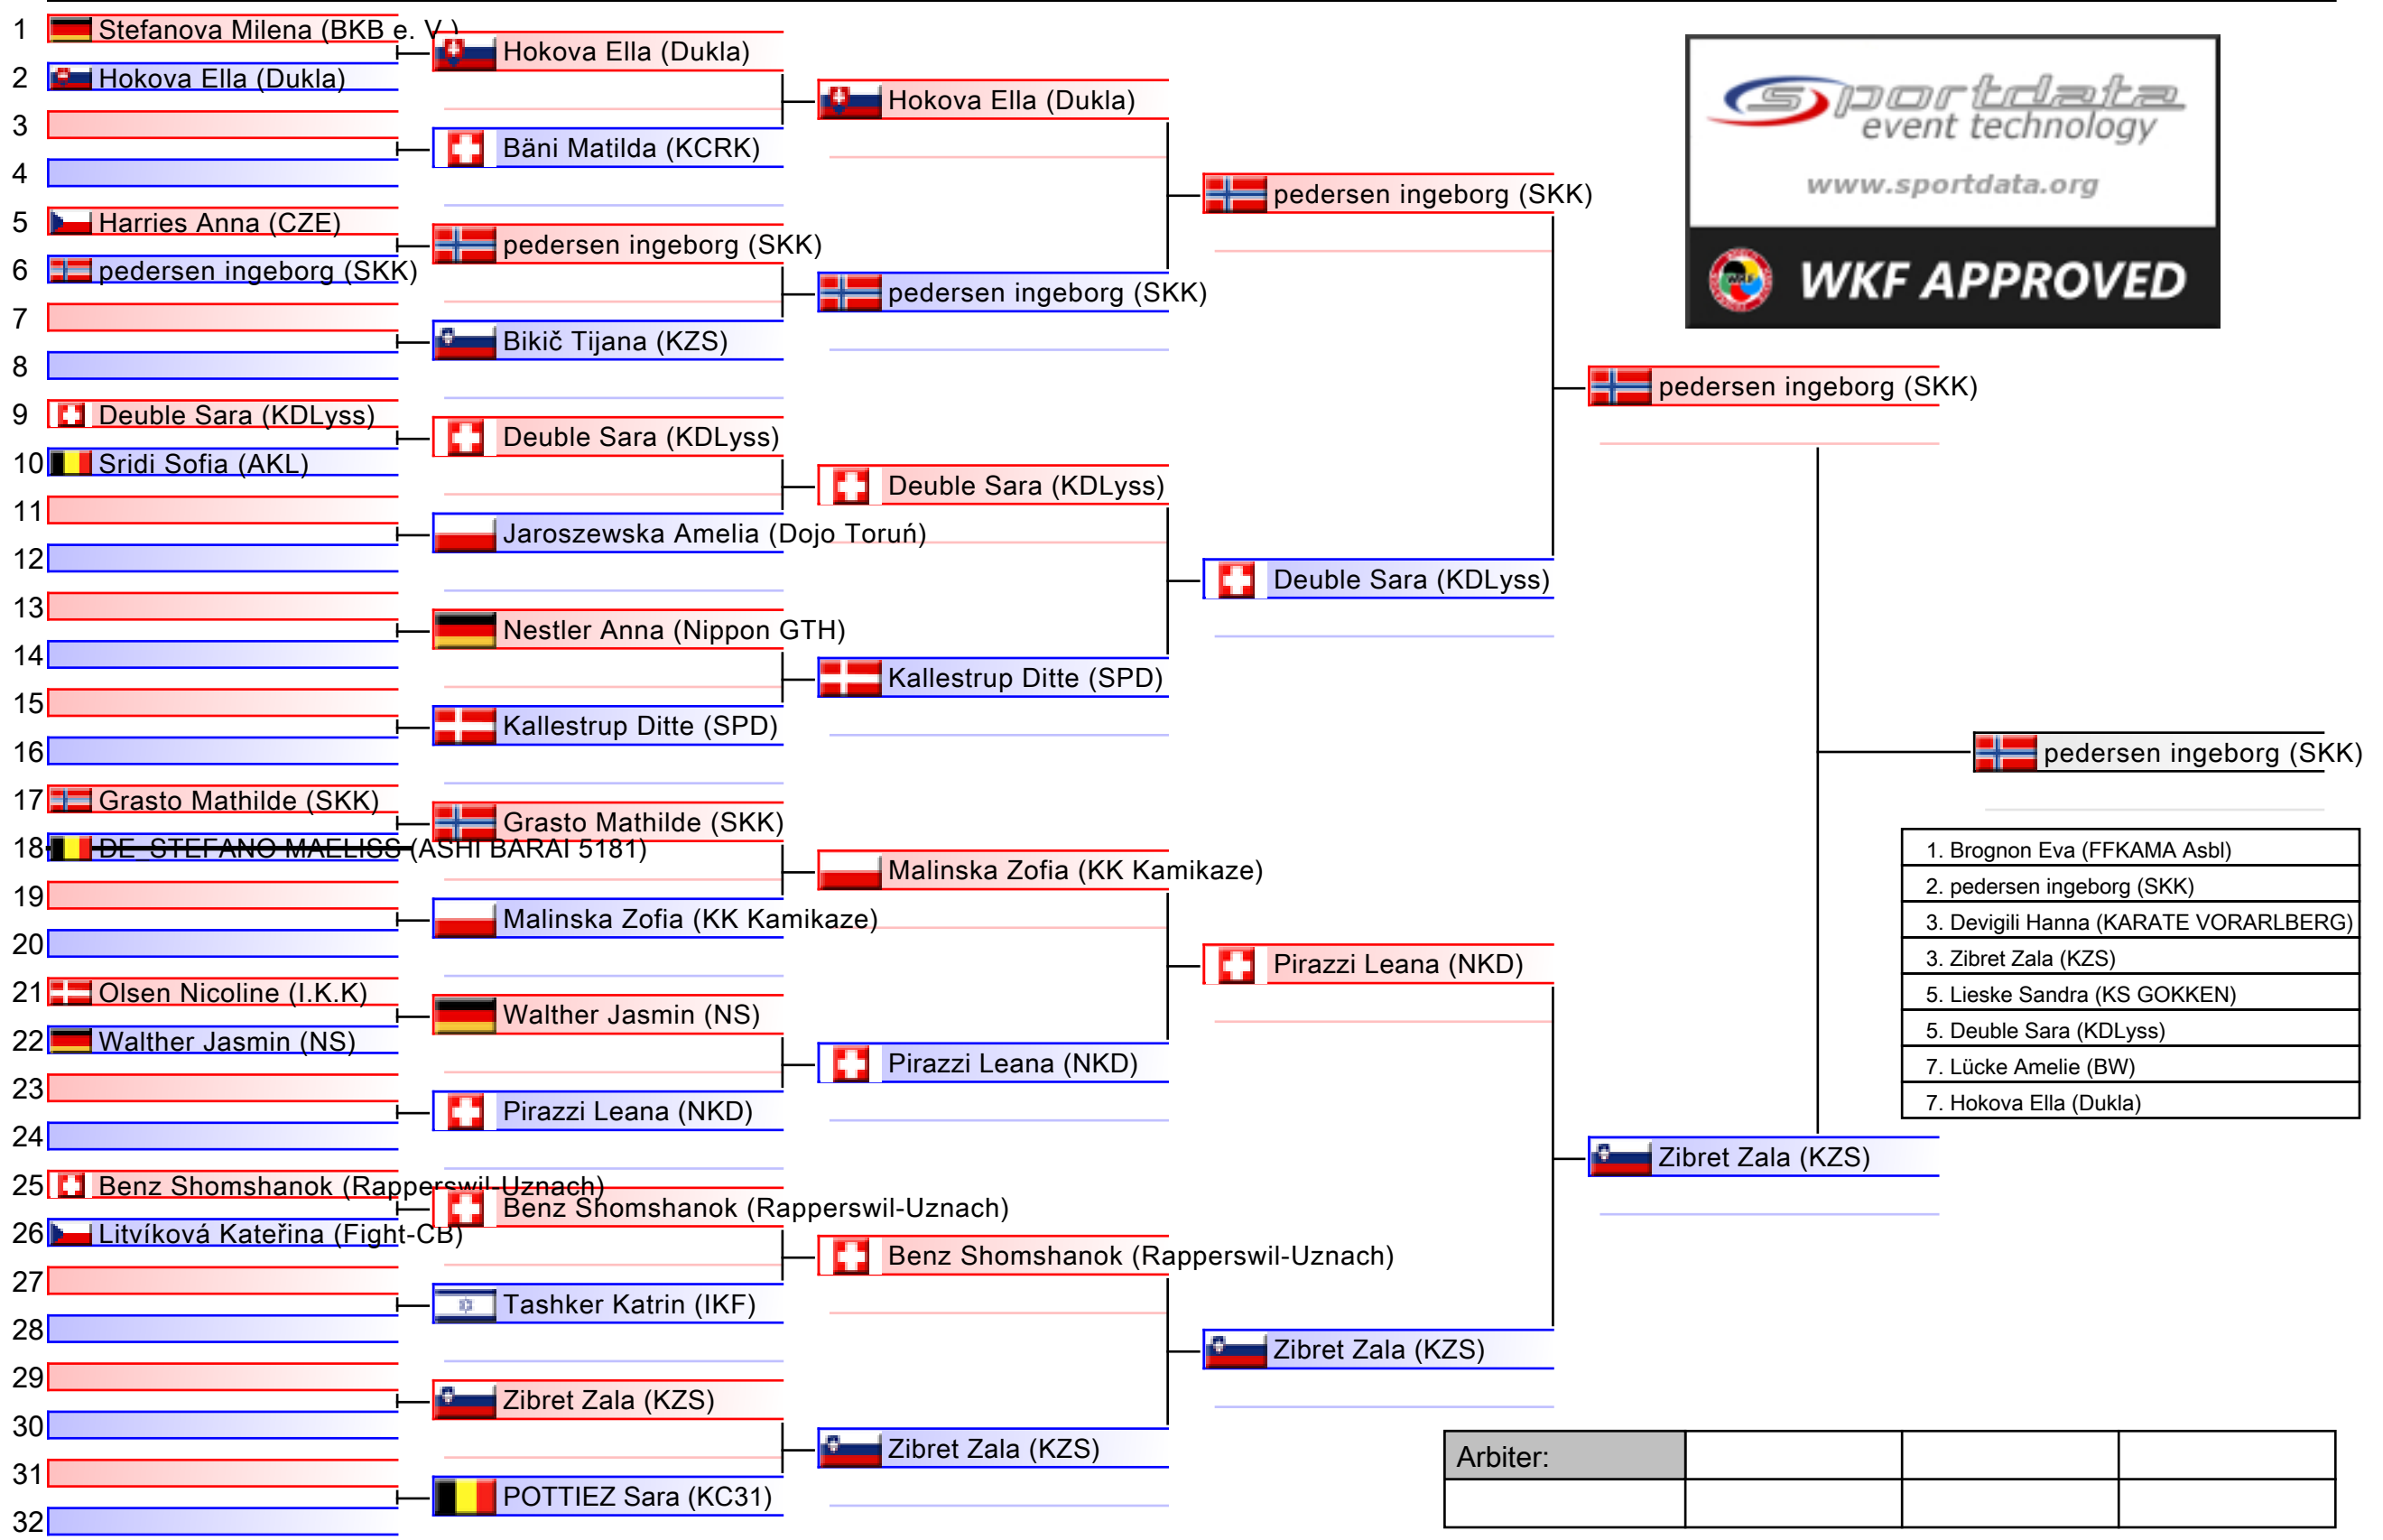 1 Stefanova Milena (BKB e. V.)
Hokova Ella (Dukla)
2 Hokova Ella (Dukla)
Hokova Ella (Dukla)
3
Bäni Matilda (KCRK)
4
pedersen ingeborg (SKK)
5 Harries Anna (CZE)
pedersen ingeborg (SKK)
6 pedersen ingeborg (SKK)
pedersen ingeborg (SKK)
7
Bikič Tijana (KZS)
8
pedersen ingeborg (SKK)
9 Deuble Sara (KDLyss)
Deuble Sara (KDLyss)
10 Sridi Sofia (AKL)
Deuble Sara (KDLyss)
11
Jaroszewska Amelia (Dojo Toruń)
12
Deuble Sara (KDLyss)
13
Nestler Anna (Nippon GTH)
14
Kallestrup Ditte (SPD)
15
Kallestrup Ditte (SPD)
16
pedersen ingeborg (SKK)
17 Grasto Mathilde (SKK)
Grasto Mathilde (SKK)
18 DE_STEFANO MAELISS (ASHI BARAI 5181)
Malinska Zofia (KK Kamikaze)
19
Malinska Zofia (KK Kamikaze)
20
Pirazzi Leana (NKD)
21 Olsen Nicoline (I.K.K)
Walther Jasmin (NS)
22 Walther Jasmin (NS)
Pirazzi Leana (NKD)
23
Pirazzi Leana (NKD)
24
Zibret Zala (KZS)
25 Benz Shomshanok (Rapperswil-Uznach)
Benz Shomshanok (Rapperswil-Uznach)
26 Litvíková Kateřina (Fight-CB)
Benz Shomshanok (Rapperswil-Uznach)
27
Tashker Katrin (IKF)
28
Zibret Zala (KZS)
29
Zibret Zala (KZS)
30
Zibret Zala (KZS)
31
POTTIEZ Sara (KC31)
32
sportdata
event technology
www.sportdata.org
WKF APPROVED
1. Brognon Eva (FFKAMA Asbl)
2. pedersen ingeborg (SKK)
3. Devigili Hanna (KARATE VORARLBERG)
3. Zibret Zala (KZS)
5. Lieske Sandra (KS GOKKEN)
5. Deuble Sara (KDLyss)
7. Lücke Amelie (BW)
7. Hokova Ella (Dukla)
Arbiter: